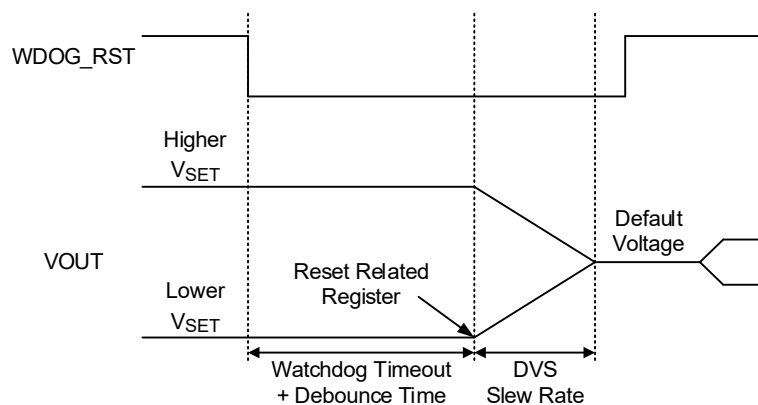 WDOG_RST
Higher
VSET
VOUT
Default
Voltage
Reset Related
Register
Lower
VSET
Watchdog Timeout
+ Debounce Time
DVS
Slew Rate